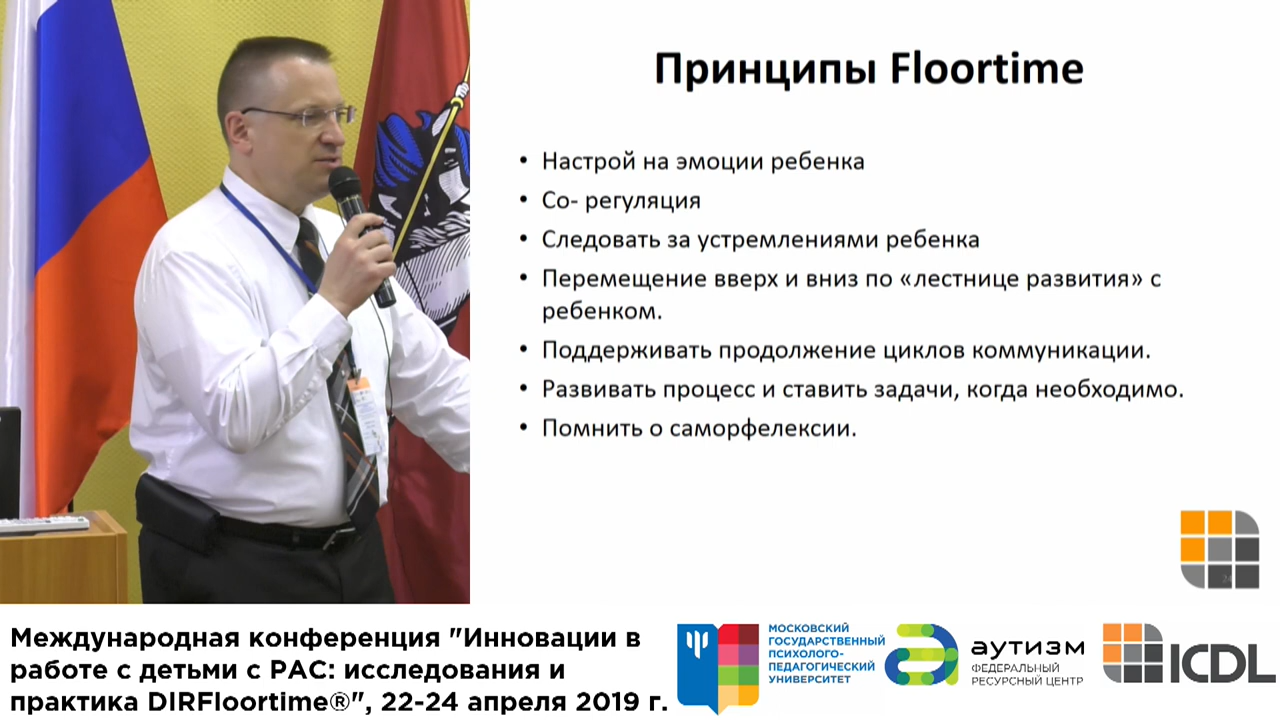 Принципы Floortime
• Настрой на эмоции ребенка
• Со- регуляция
• Следовать за устремлениями ребенка
• Перемещение вверх и вниз по «лестнице развития» с
ребенком.
• Поддерживать продолжение циклов коммуникации.
• Развивать процесс и ставить задачи, когда необходимо.
• Помнить о саморфелексии.
24
Международная конференция "Инновации в
работе с детьми с РАС: исследования и
практика DIRFloortime®", 22-24 апреля 2019 г.
МОСКОВСКИЙ
ГОСУДАРСТВЕННЫЙ
ПСИХОЛОГО-
ПЕДАГОГИЧЕСКИЙ
УНИВЕРСИТЕТ
аутизм
ФЕДЕРАЛЬНЫЙ
РЕСУРСНЫЙ ЦЕНТР
ICDL